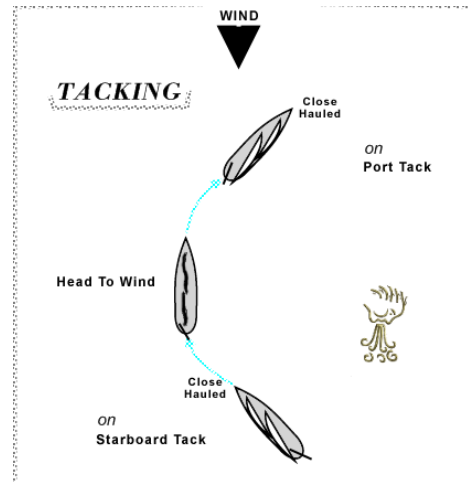 WIND
TACKING
Close
Hauled
on
Port Tack
Head To Wind
Close
Hauled
on
Starboard Tack